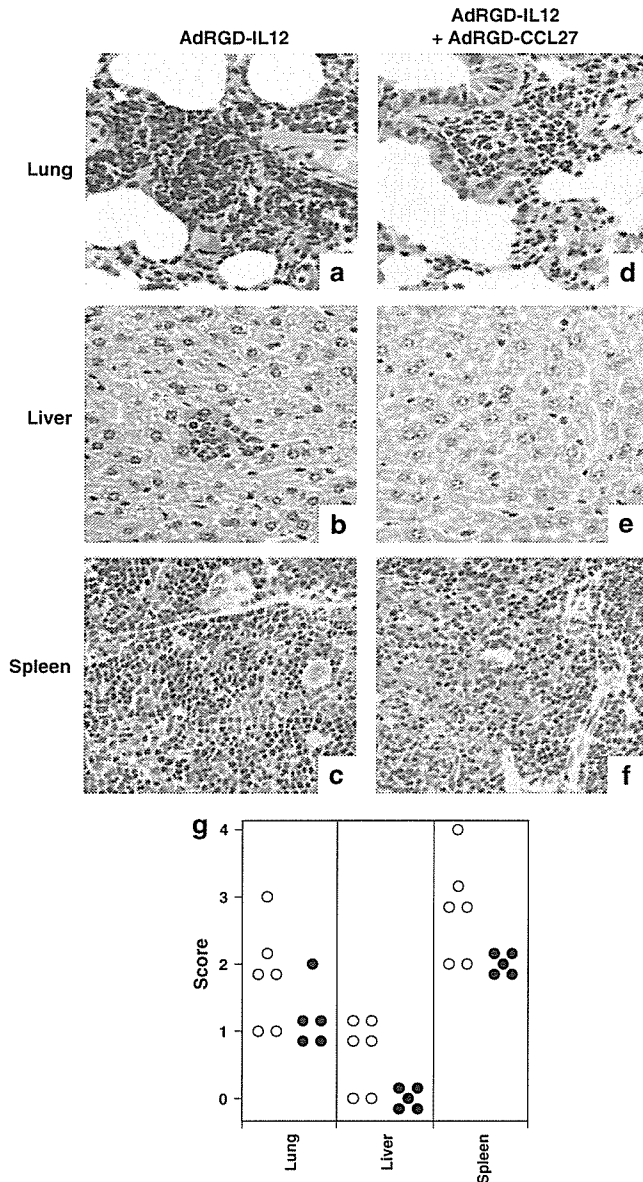 AdRGD-IL12
AdRGD-IL12
+ AdRGD-CCL27
Lung
a
d
Liver
b
e
Spleen
c
f
g
4
3
2
1
0
Score
Lung
Liver
Spleen